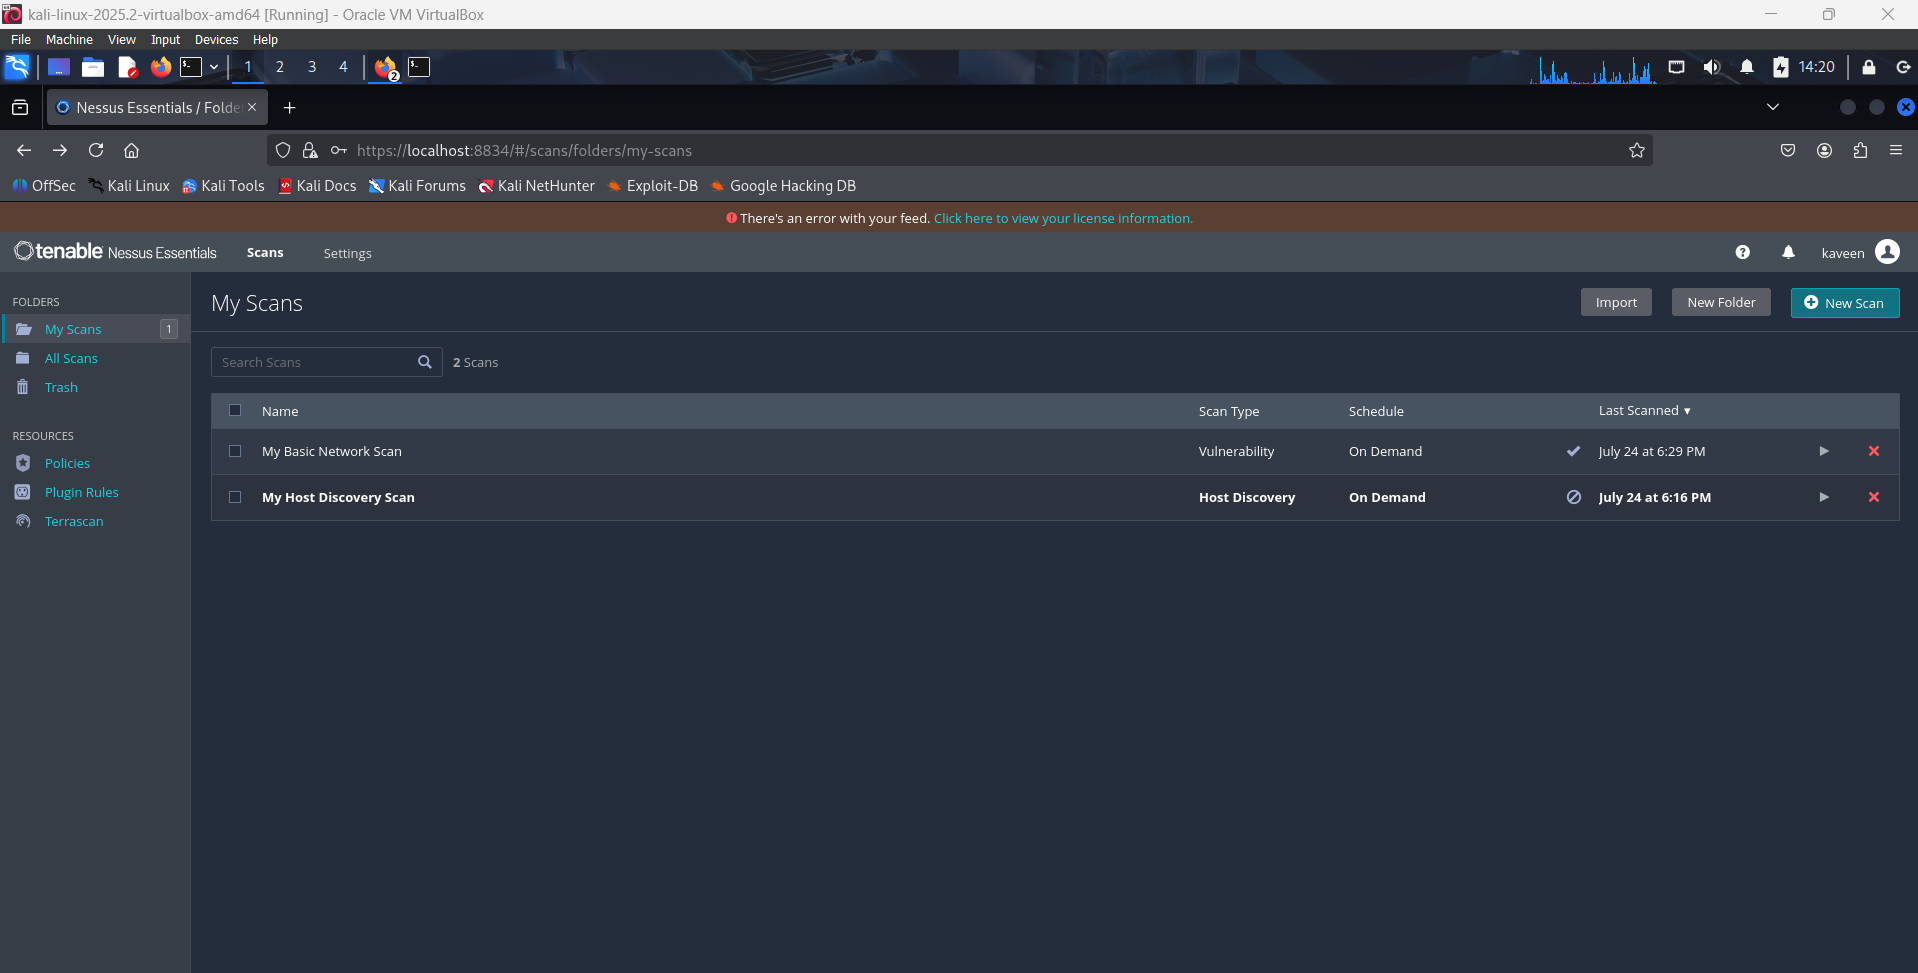 kali-linux-2025.2-virtualbox-amd64 [Running] - Oracle VM VirtualBox
File Machine View Input Devices Help
1 2 3 4 2 14:20
Nessus Essentials / Folde
https://localhost:8834/#/scans/folders/my-scans
OffSec Kali Linux Kali Tools Kali Docs Kali Forums Kali NetHunter Exploit-DB Google Hacking DB
There's an error with your feed. Click here to view your license information.
tenable Nessus Essentials Scans Settings kaveen
FOLDERS
My Scans 1
All Scans
Trash
RESOURCES
Policies
Plugin Rules
Terrascan
My Scans Import New Folder New Scan
Search Scans 2 Scans
Name Scan Type Schedule Last Scanned ▼
My Basic Network Scan Vulnerability On Demand July 24 at 6:29 PM
My Host Discovery Scan Host Discovery On Demand July 24 at 6:16 PM